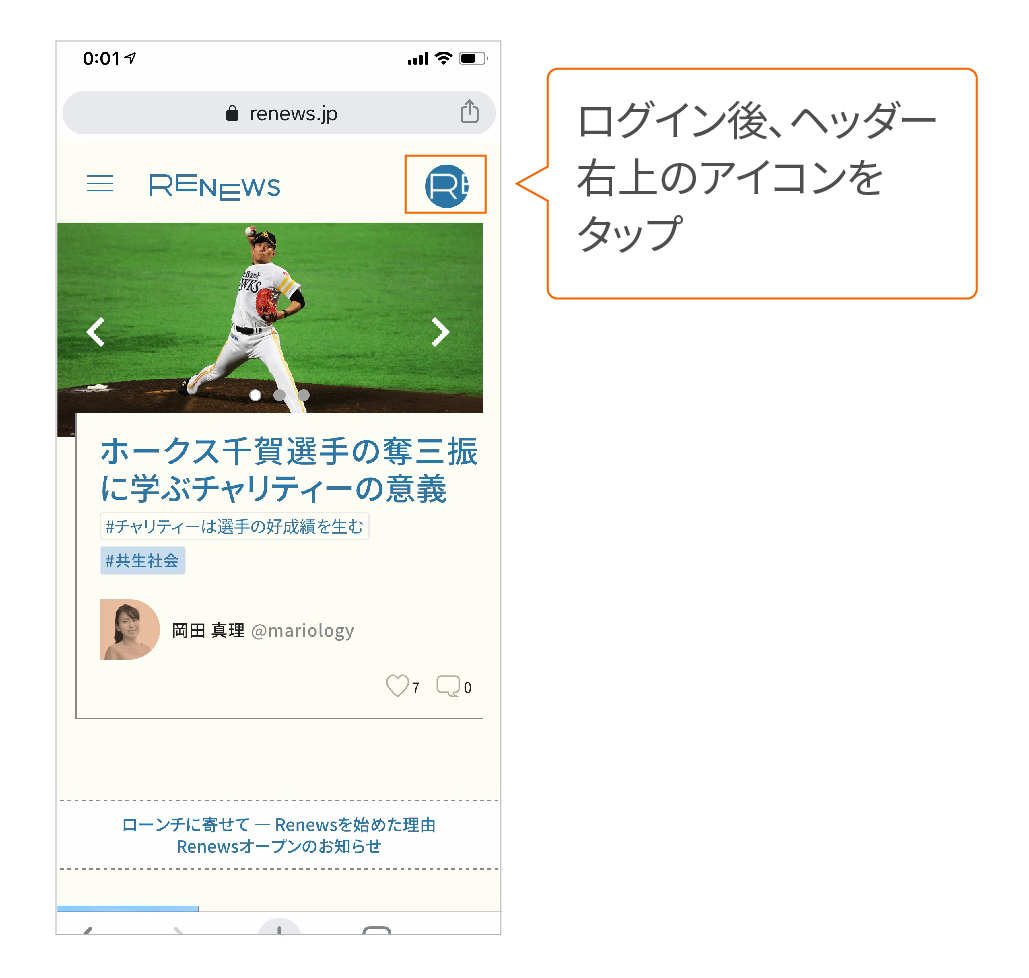 0:01
renews.jp
RENEWS
RE
ログイン後、ヘッダー
右上のアイコンを
タップ
HAWKS
ホークス千賀選手の奪三振
に学ぶチャリティーの意義
#チャリティーは選手の好成績を生む
#共生社会
岡田 真理 @mariology
7 0
ローンチに寄せて — Renewsを始めた理由
Renewsオープンのお知らせ